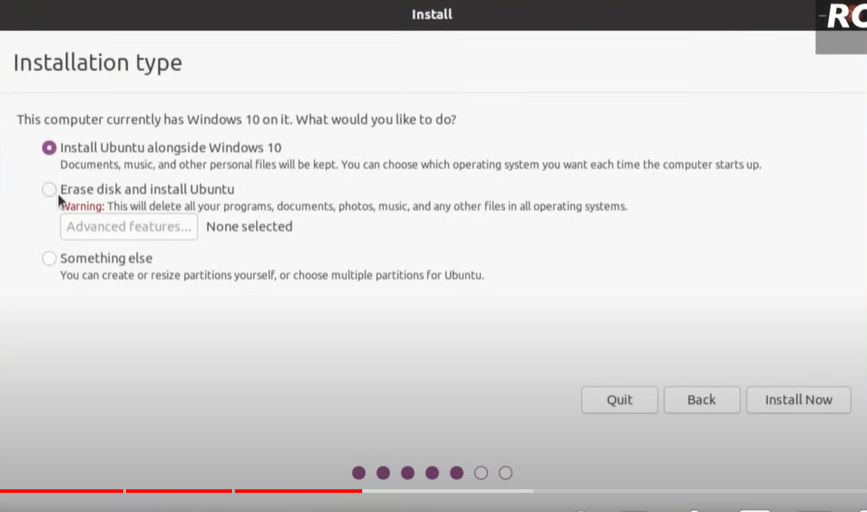 Install
RO
Installation type
This computer currently has Windows 10 on it. What would you like to do?
Install Ubuntu alongside Windows 10
Documents, music, and other personal files will be kept. You can choose which operating system you want each time the computer starts up.
Erase disk and install Ubuntu
Warning: This will delete all your programs, documents, photos, music, and any other files in all operating systems.
Advanced features... None selected
Something else
You can create or resize partitions yourself, or choose multiple partitions for Ubuntu.
Quit Back Install Now